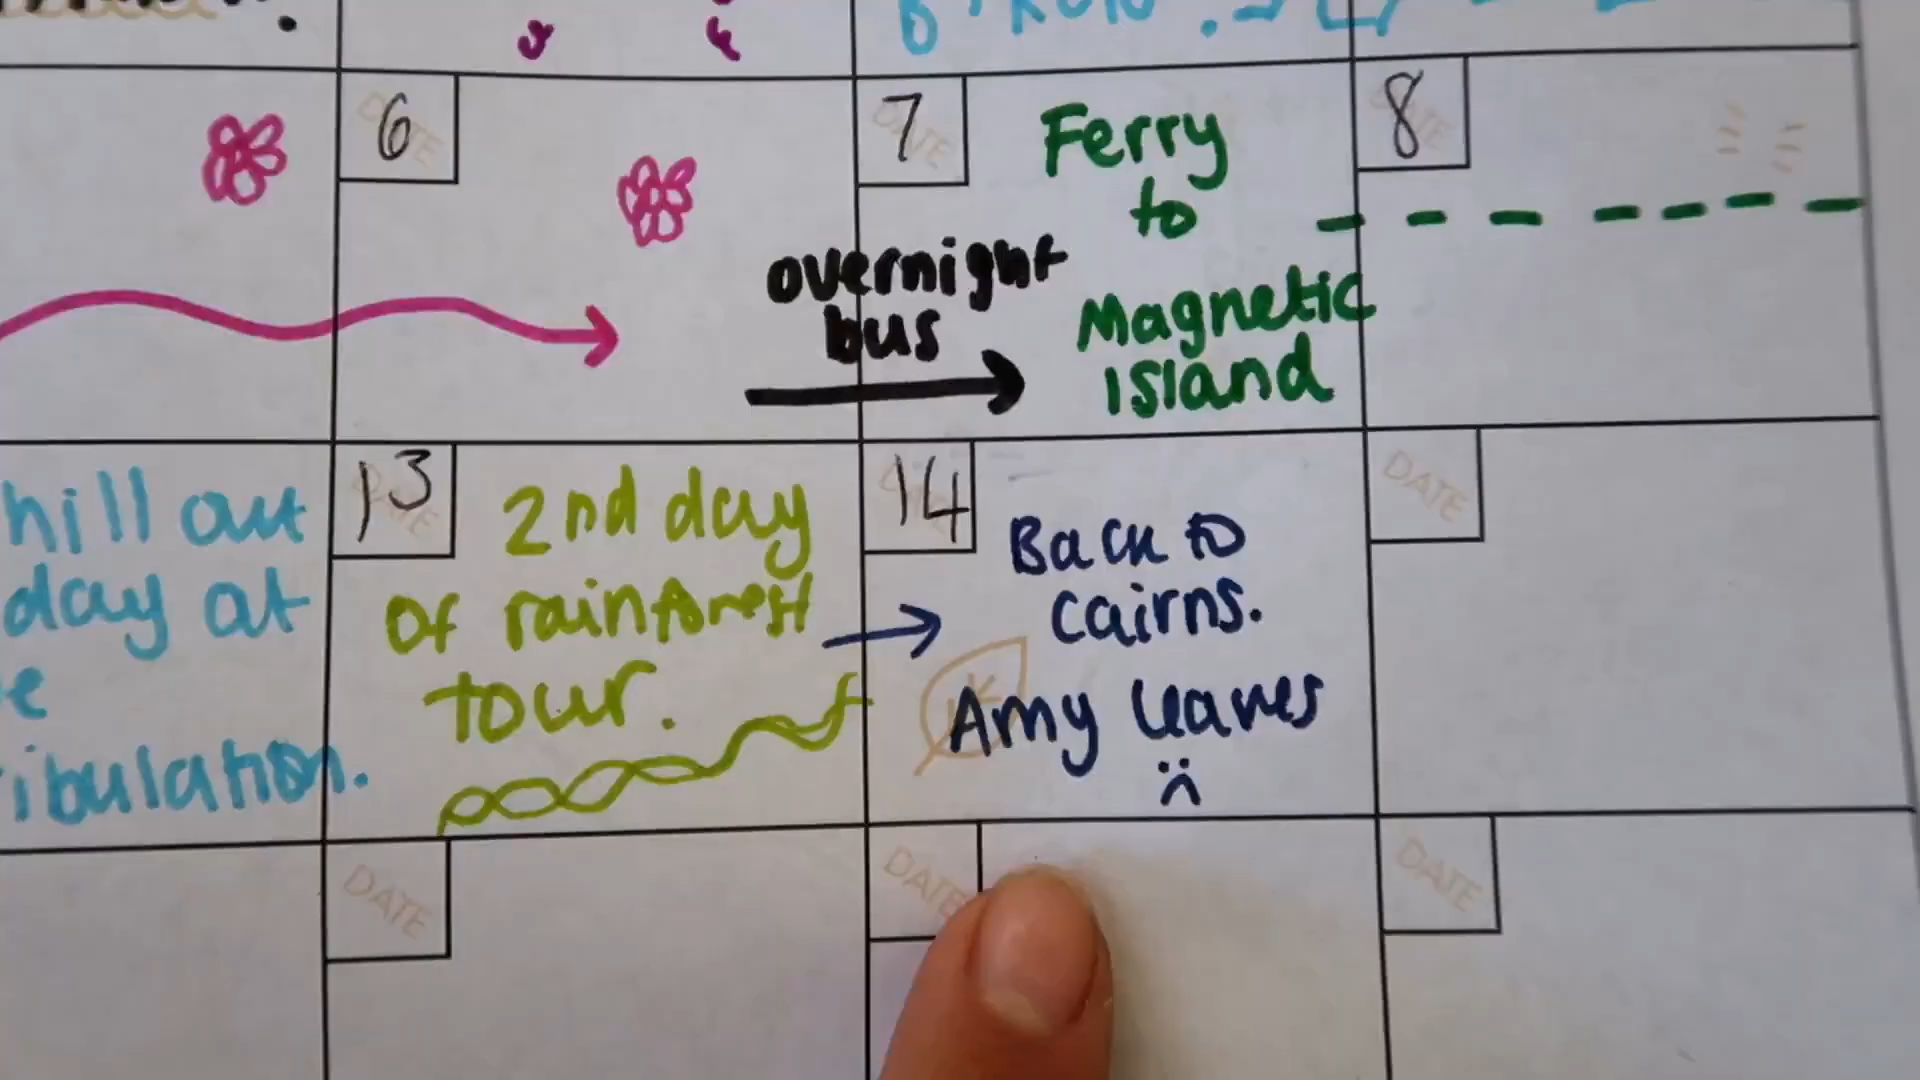 6
7
Ferry
to
Magnetic
Island
overnight
bus
8
hill out
day at
ribulation.
13
2nd day
of rainforest
tour.
14
Back to
cairns.
Amy leaves
DATE
DATE
DATE
DATE